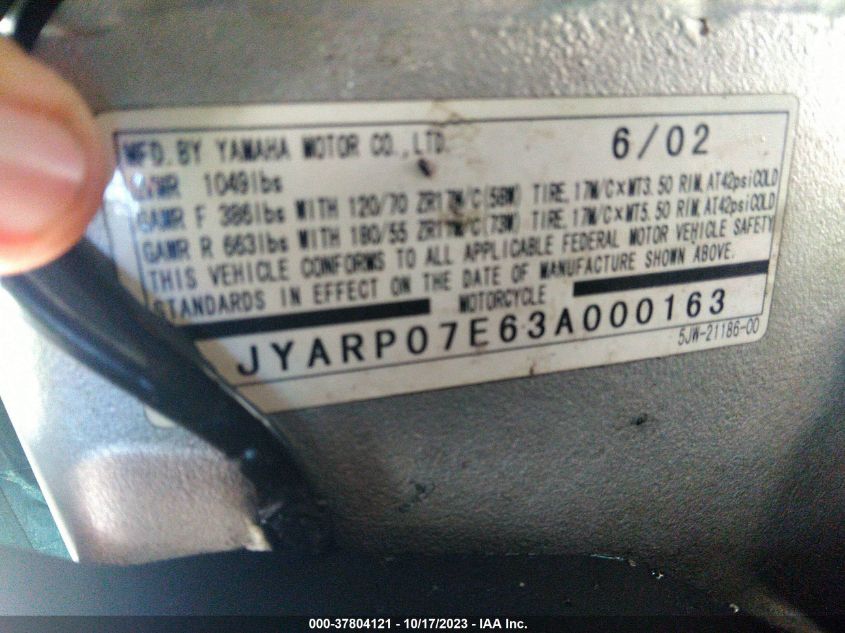 MFD. BY YAMAHA MOTOR CO., LTD. 6/02
GVWR 1049lbs
GAWR F 386lbs WITH 120/70 ZR17M/C(58W) TIRE, 17M/C×MT3.50 RIM, AT42psiCOLD
GAWR R 663lbs WITH 180/55 ZR17M/C(73W) TIRE, 17M/C×MT5.50 RIM, AT42psiCOLD
THIS VEHICLE CONFORMS TO ALL APPLICABLE FEDERAL MOTOR VEHICLE SAFETY
STANDARDS IN EFFECT ON THE DATE OF MANUFACTURE SHOWN ABOVE.
MOTORCYCLE
JYARP07E63A000163
5JW-21186-00
000-37804121 - 10/17/2023 - IAA Inc.